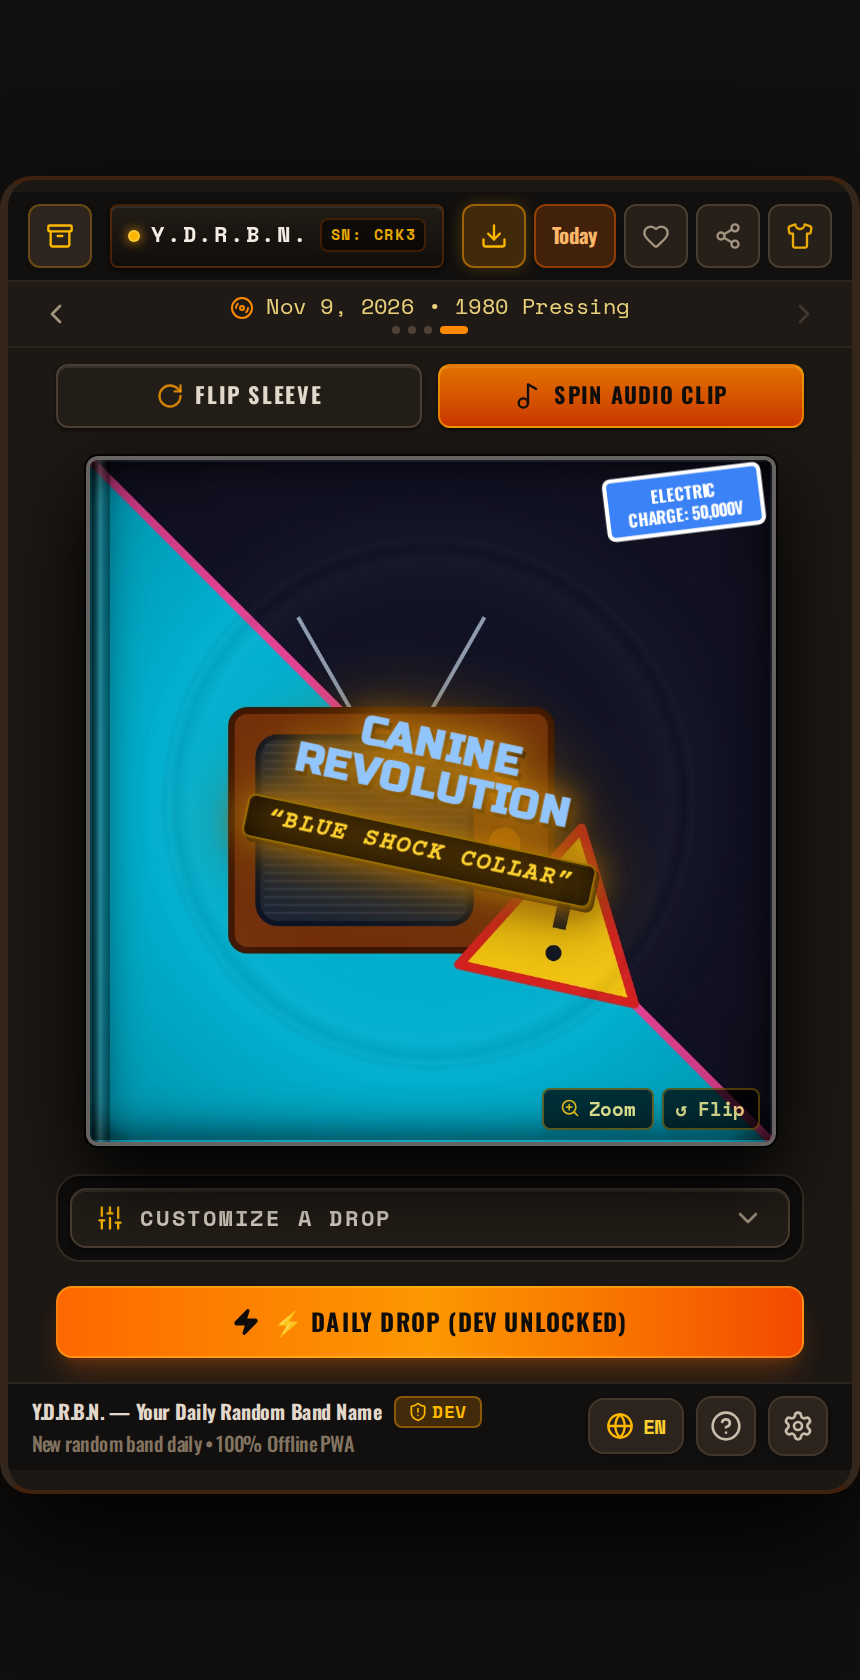 Y.D.R.B.N.
SN: CRK3
Today
Nov 9, 2026 • 1980 Pressing
FLIP SLEEVE
SPIN AUDIO CLIP
ELECTRIC
CHARGE: 50,000V
CANINE
REVOLUTION
“BLUE SHOCK COLLAR”
!
Zoom
↺ Flip
CUSTOMIZE A DROP
⚡ DAILY DROP (DEV UNLOCKED)
Y.D.R.B.N. — Your Daily Random Band Name
DEV
New random band daily • 100% Offline PWA
EN